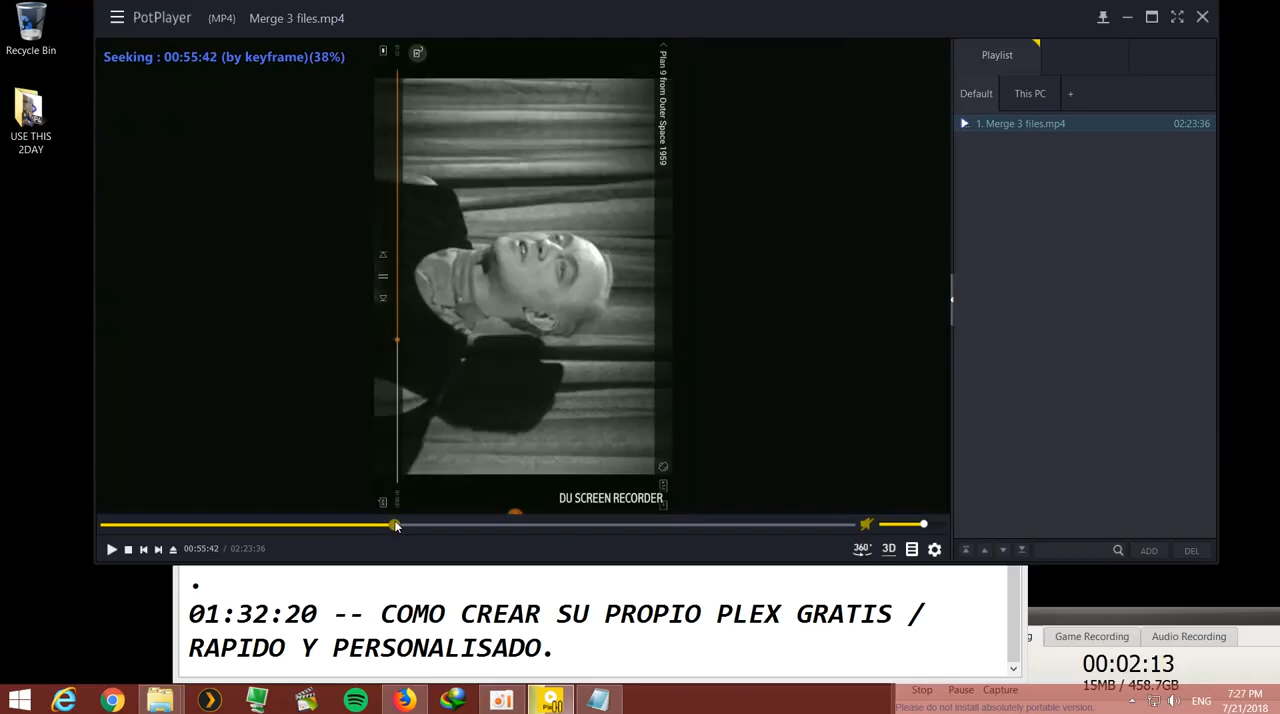 Recycle Bin
USE THIS
2DAY
PotPlayer
(MP4)
Merge 3 files.mp4
Seeking : 00:55:42 (by keyframe)(38%)
Plan 9 from Outer Space 1959
DU SCREEN RECORDER
00:55:42 / 02:23:36
360°
3D
Playlist
Default
This PC
+
1. Merge 3 files.mp4
02:23:36
ADD
DEL
.
01:32:20 -- COMO CREAR SU PROPIO PLEX GRATIS /
RAPIDO Y PERSONALISADO.
g
Game Recording
Audio Recording
00:02:13
15MB / 458.7GB
Stop
Pause
Capture
Please do not install absolutely portable version.
ENG
7:27 PM
7/21/2018